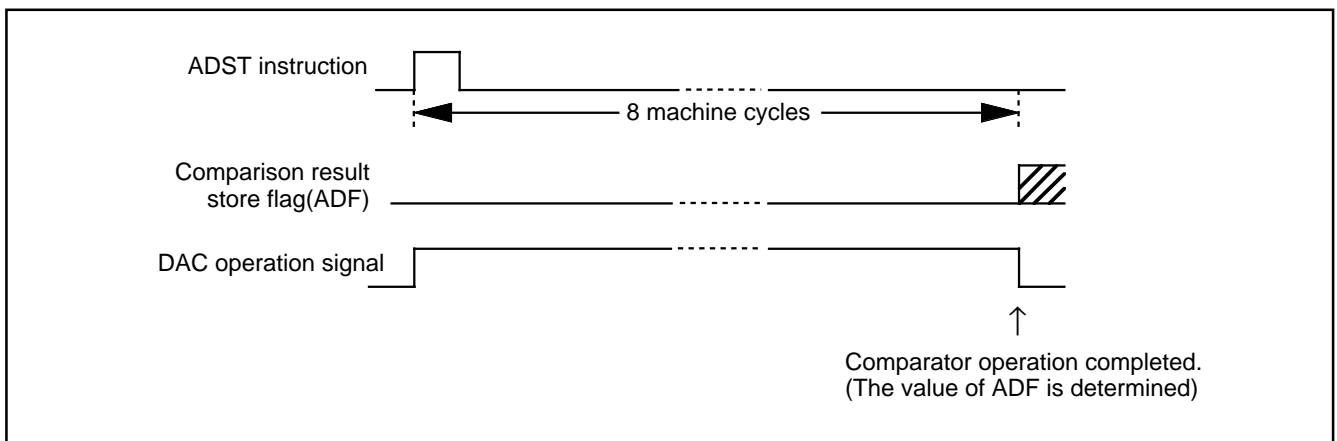 ADST instruction
8 machine cycles
Comparison result
store flag(ADF)
DAC operation signal
↑
Comparator operation completed.
(The value of ADF is determined)